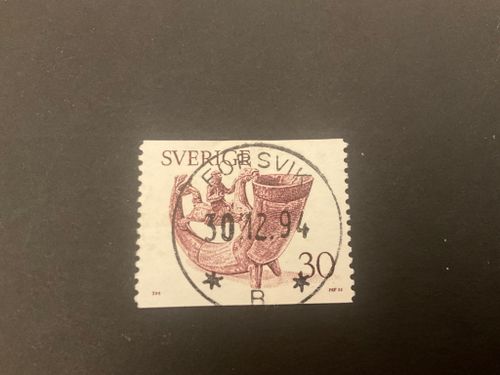 SVERIGE
FORSVIK
30.12.94
30
* *
B